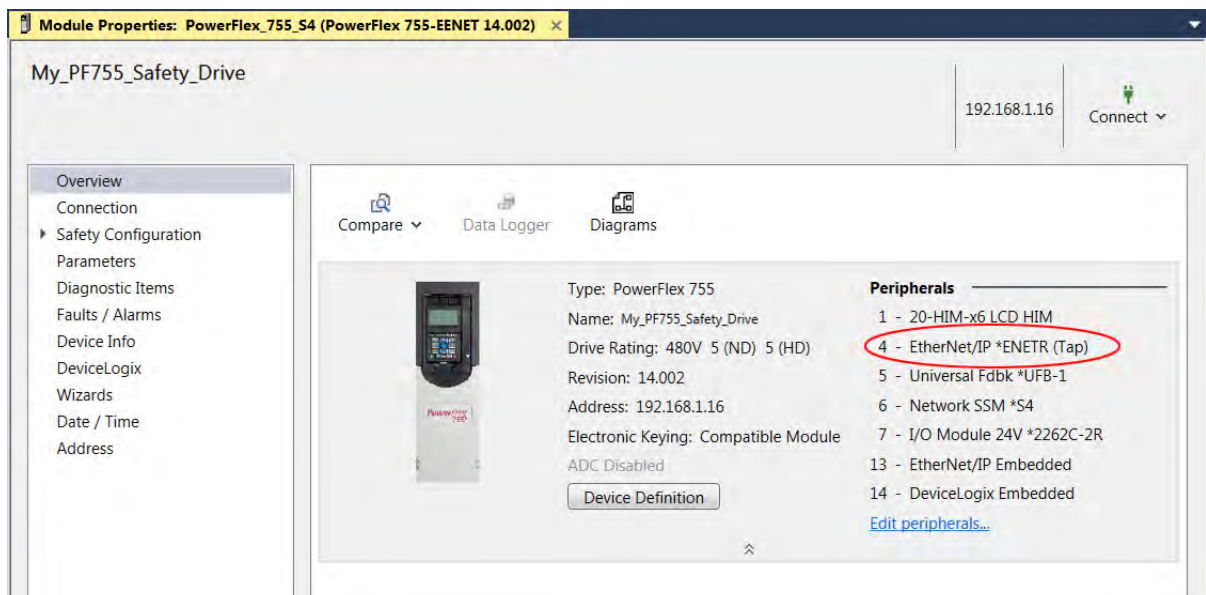 Module Properties: PowerFlex_755_S4 (PowerFlex 755-EENET 14.002) ×
My_PF755_Safety_Drive
192.168.1.16
Connect
Overview
Connection
Safety Configuration
Parameters
Diagnostic Items
Faults / Alarms
Device Info
DeviceLogix
Wizards
Date / Time
Address
Compare
Data Logger
Diagrams
PowerFlex 755
Type: PowerFlex 755
Name: My_PF755_Safety_Drive
Drive Rating: 480V 5 (ND) 5 (HD)
Revision: 14.002
Address: 192.168.1.16
Electronic Keying: Compatible Module
ADC Disabled
Device Definition
Peripherals
1 - 20-HIM-x6 LCD HIM
4 - EtherNet/IP *ENETR (Tap)
5 - Universal Fdbk *UFB-1
6 - Network SSM *S4
7 - I/O Module 24V *2262C-2R
13 - EtherNet/IP Embedded
14 - DeviceLogix Embedded
Edit peripherals...